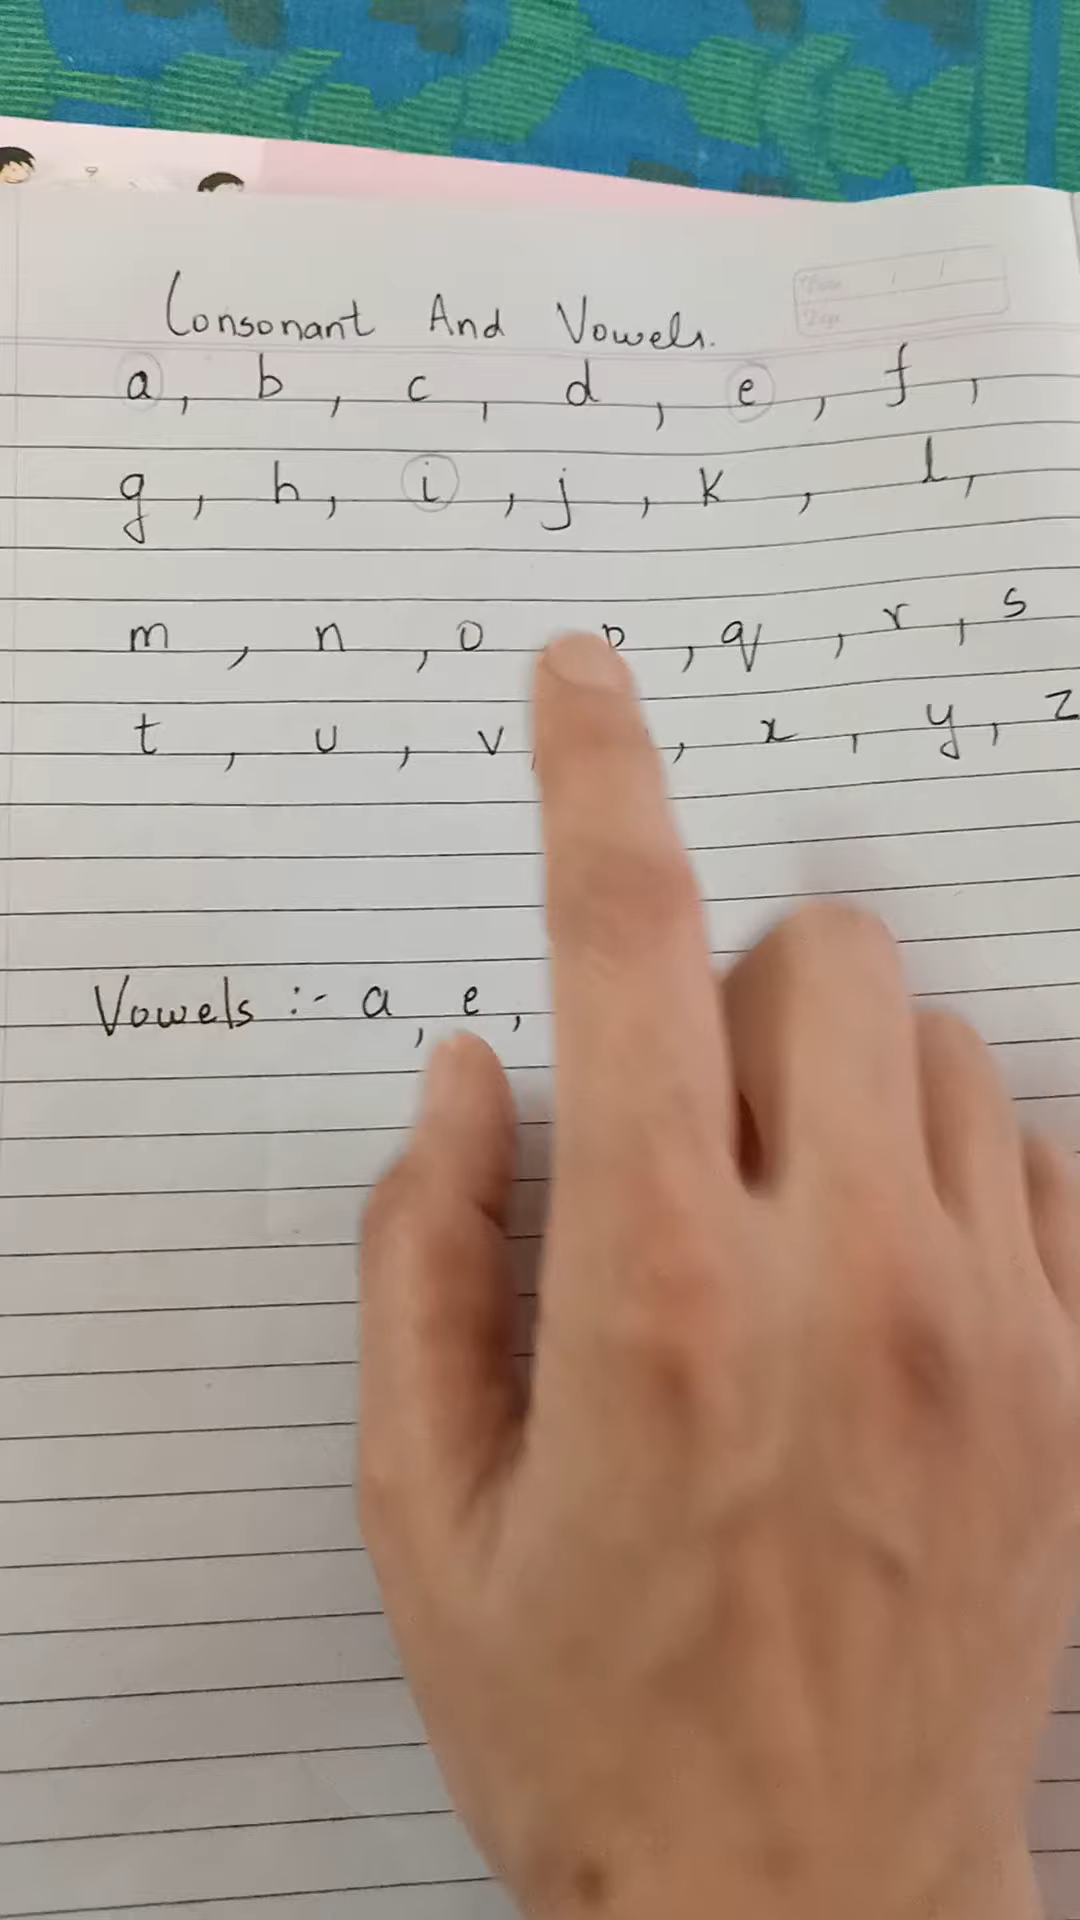 Consonant And Vowels.
a, b, c, d, e, f,
g, h, i, j, k, l,
m, n, o p, q, r, s
t, u, v, x, y, z
Vowels :- a, e,